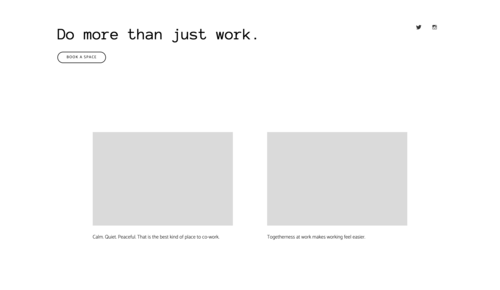 Do more than just work.
BOOK A SPACE
Calm. Quiet. Peaceful. That is the best kind of place to co-work.
Togetherness at work makes working feel easier.